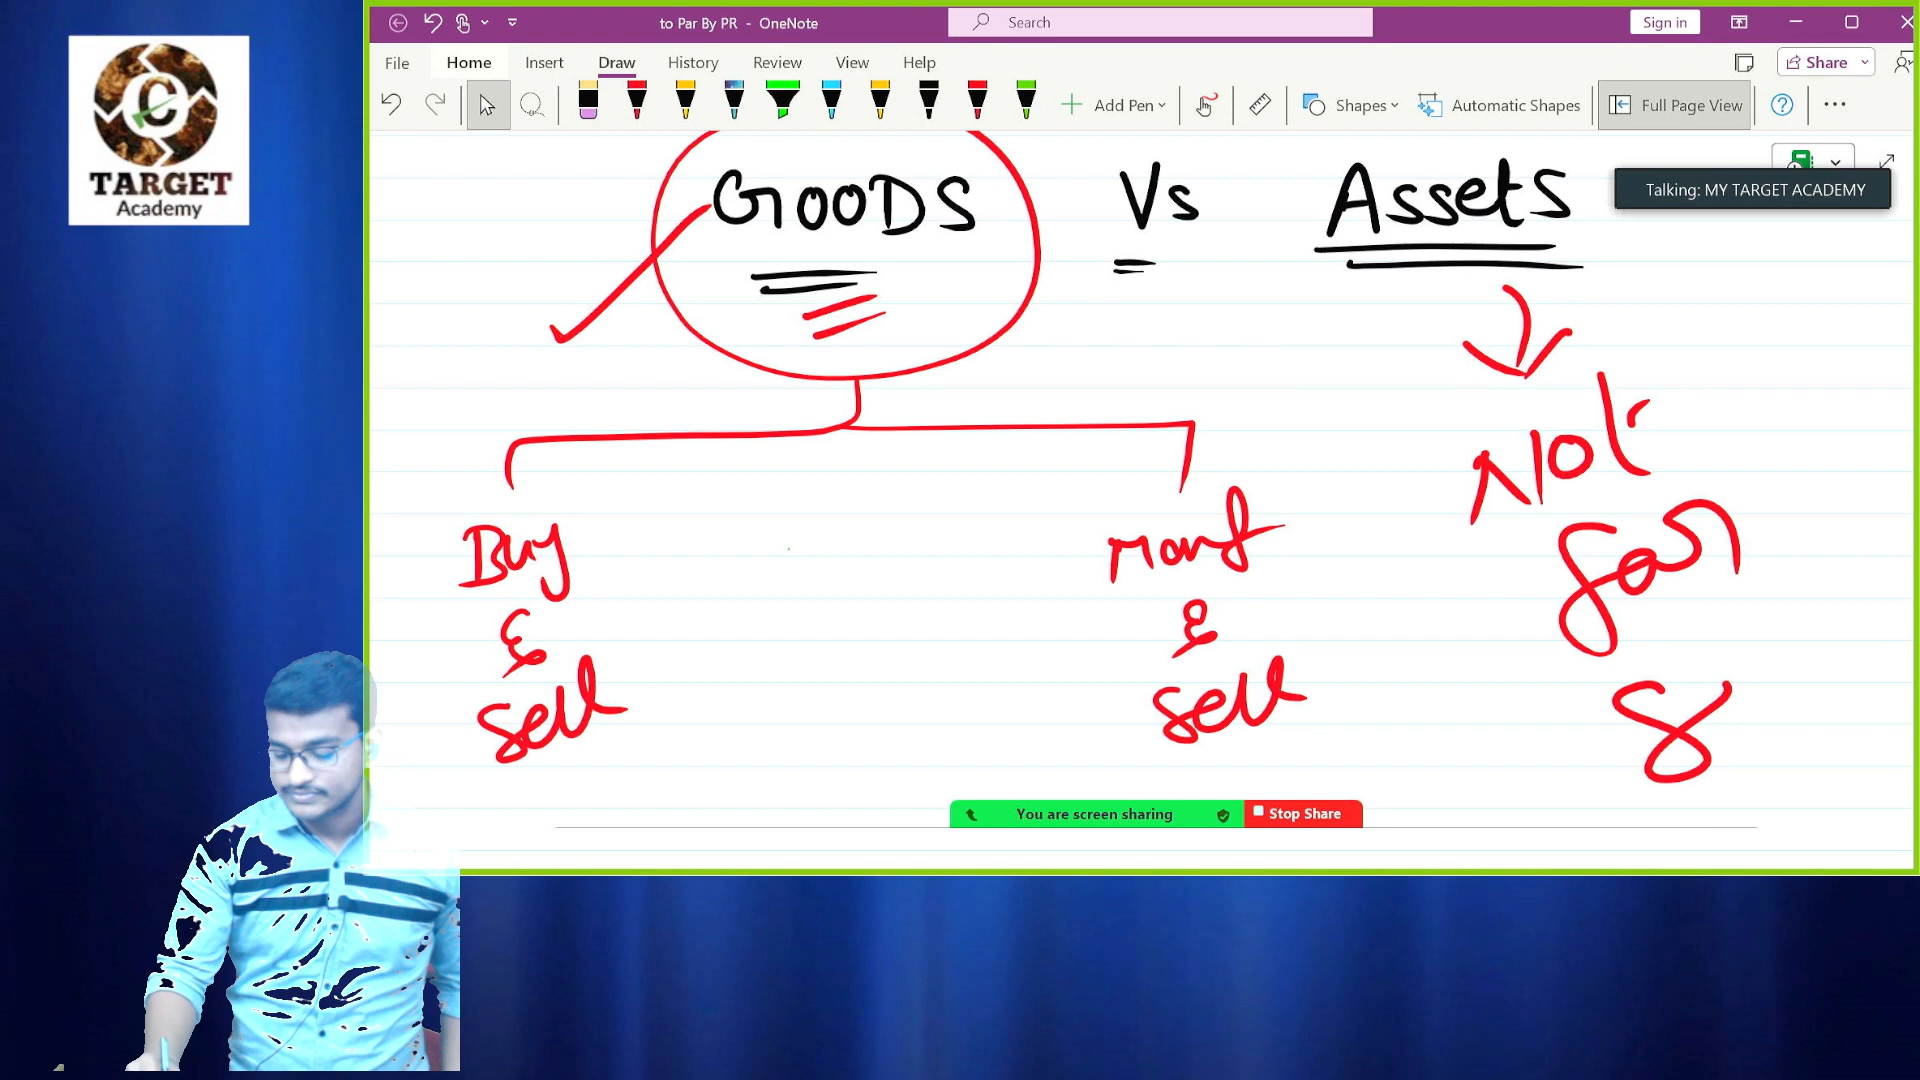 to Par By PR - OneNote
Search
Sign in
File Home Insert Draw History Review View Help
Share
Add Pen
Shapes
Automatic Shapes
Full Page View
Talking: MY TARGET ACADEMY
TARGET
Academy
GOODS Vs Assets
Not
for
S
Buy
&
Sell
Manf
&
Sell
You are screen sharing
Stop Share